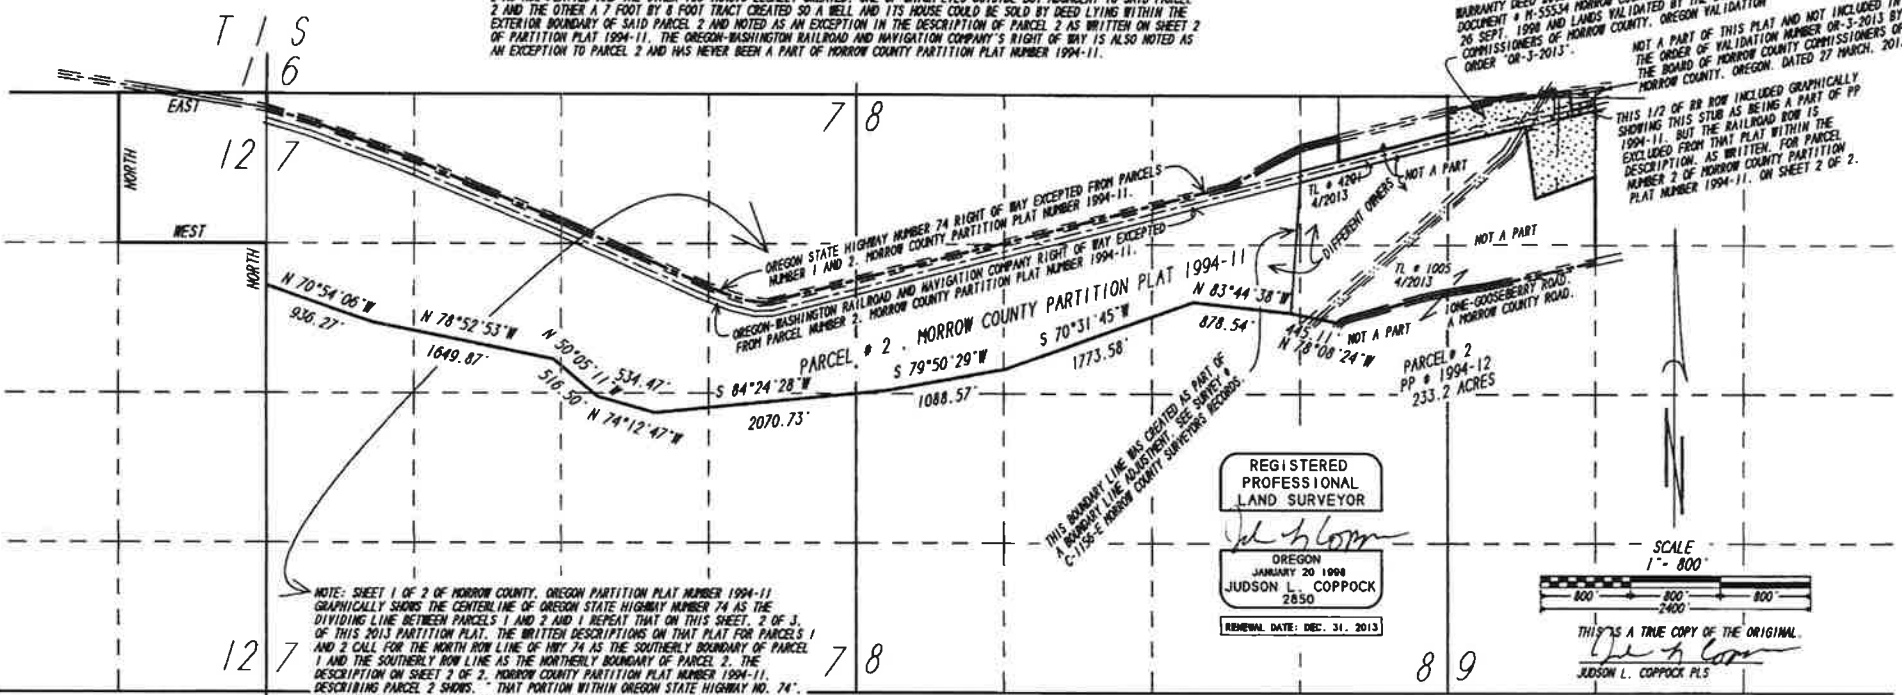 2 AND THE OTHER A 7 FOOT BY 8 FOOT TRACT CREATED SO A WELL AND ITS HOUSE COULD BE SOLD BY DEED LYING WITHIN THE
EXTERIOR BOUNDARY OF SAID PARCEL 2 AND NOTED AS AN EXCEPTION IN THE DESCRIPTION OF PARCEL 2 AS WRITTEN ON SHEET 2
OF PARTITION PLAT 1994-11. THE OREGON-WASHINGTON RAILROAD AND NAVIGATION COMPANY'S RIGHT OF WAY IS ALSO NOTED AS
AN EXCEPTION TO PARCEL 2 AND HAS NEVER BEEN A PART OF MORROW COUNTY PARTITION PLAT NUMBER 1994-11.
DOCUMENT # M-55534 MORROW
26 SEPT. 1998 AND LANDS VALIDATED BY THE
COMMISSIONERS OF MORROW COUNTY, OREGON VALIDATION
ORDER "OR-3-2013".
NOT A PART OF THIS PLAT AND NOT INCLUDED IN
THE ORDER OF VALIDATION NUMBER OR-3-2013 BY
THE BOARD OF MORROW COUNTY COMMISSIONERS OF
MORROW COUNTY, OREGON, DATED 27 MARCH, 201
THIS 1/2 OF RR ROW INCLUDED GRAPHICALLY
SHOWING THIS STUB AS BEING A PART OF PP
1994-11. BUT THE RAILROAD ROW IS
EXCLUDED FROM THAT PLAT WITHIN THE
DESCRIPTION, AS WRITTEN, FOR PARCEL
NUMBER 2 OF MORROW COUNTY PARTITION
PLAT NUMBER 1994-11, ON SHEET 2 OF 2.
T 1 S
1 6
12 7
7 8
EAST
NORTH
WEST
NORTH
OREGON STATE HIGHWAY NUMBER 74 RIGHT OF WAY EXCEPTED FROM PARCELS
NUMBER 1 AND 2, MORROW COUNTY PARTITION PLAT NUMBER 1994-11.
OREGON-WASHINGTON RAILROAD AND NAVIGATION COMPANY RIGHT OF WAY EXCEPTED
FROM PARCEL NUMBER 2, MORROW COUNTY PARTITION PLAT NUMBER 1994-11.
PARCEL # 2 , MORROW COUNTY PARTITION PLAT 1994-11
TL # 4201
4/2013
DIFFERENT OWNERS
NOT A PART
NOT A PART
TL # 1005
4/2013
IONE-GOOSEBERRY ROAD.
A MORROW COUNTY ROAD.
NOT A PART
N 70°54'06"W
936.27'
N 78°52'53"W
1649.87'
N 50°05'11"W
516.50'
534.47'
N 74°12'47"W
S 84°24'28"W
2070.73'
S 79°50'29"W
1088.57'
S 70°31'45"W
1773.58'
N 83°44'38"W
878.54'
445.11'
N 78°08'24"W
PARCEL # 2
PP # 1994-12
233.2 ACRES
THIS BOUNDARY LINE WAS CREATED AS PART OF
A BOUNDARY LINE ADJUSTMENT. SEE SURVEY #
C-1156-E MORROW COUNTY SURVEYORS RECORDS.
REGISTERED
PROFESSIONAL
LAND SURVEYOR
OREGON
JANUARY 20 1998
JUDSON L. COPPOCK
2850
RENEWAL DATE: DEC. 31, 2013
SCALE
1" = 800'
800' 800' 800'
2400'
THIS IS A TRUE COPY OF THE ORIGINAL.
JUDSON L. COPPOCK PLS
NOTE: SHEET 1 OF 2 OF MORROW COUNTY, OREGON PARTITION PLAT NUMBER 1994-11
GRAPHICALLY SHOWS THE CENTERLINE OF OREGON STATE HIGHWAY NUMBER 74 AS THE
DIVIDING LINE BETWEEN PARCELS 1 AND 2 AND I REPEAT THAT ON THIS SHEET, 2 OF 3,
OF THIS 2013 PARTITION PLAT. THE WRITTEN DESCRIPTIONS ON THAT PLAT FOR PARCELS 1
AND 2 CALL FOR THE NORTH ROW LINE OF HWY 74 AS THE SOUTHERLY BOUNDARY OF PARCEL
1 AND THE SOUTHERLY ROW LINE AS THE NORTHERLY BOUNDARY OF PARCEL 2. THE
DESCRIPTION ON SHEET 2 OF 2, MORROW COUNTY PARTITION PLAT NUMBER 1994-11,
DESCRIBING PARCEL 2 SHOWS, " THAT PORTION WITHIN OREGON STATE HIGHWAY NO. 74".
12 7
7 8
8 9
N